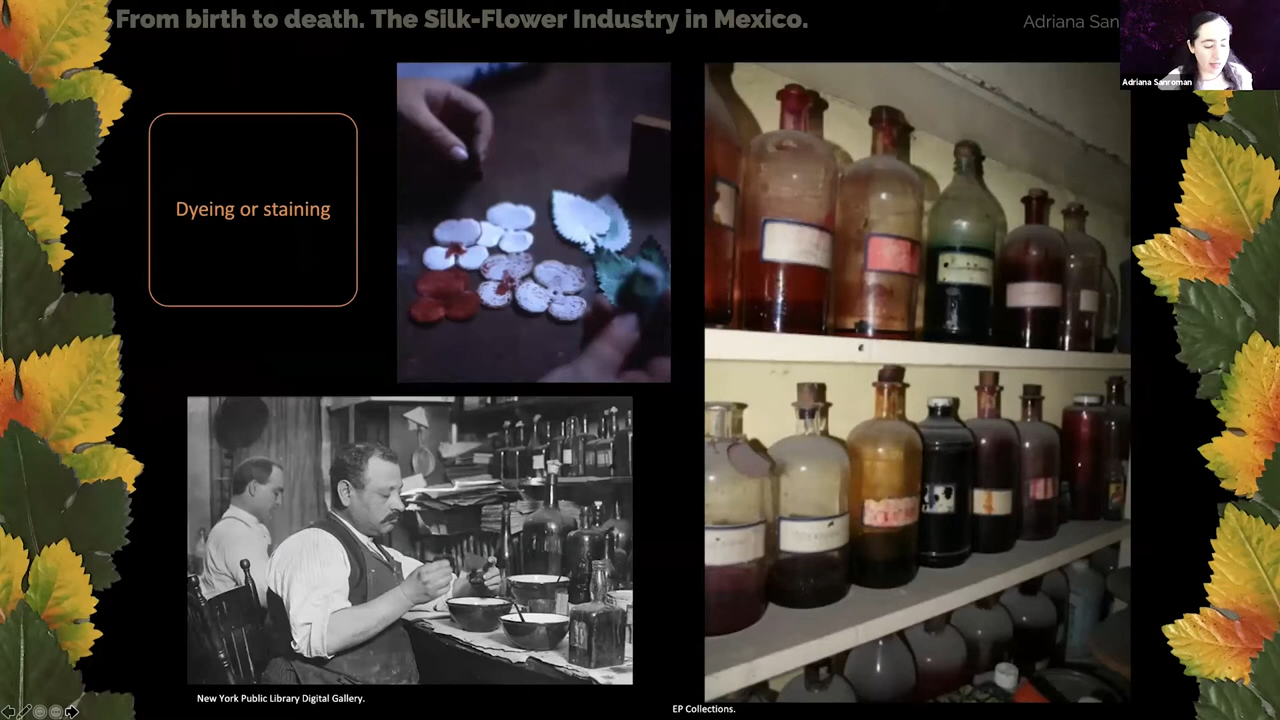 From birth to death. The Silk-Flower Industry in Mexico.
Adriana San
Adriana Sanroman
Dyeing or staining
New York Public Library Digital Gallery.
EP Collections.